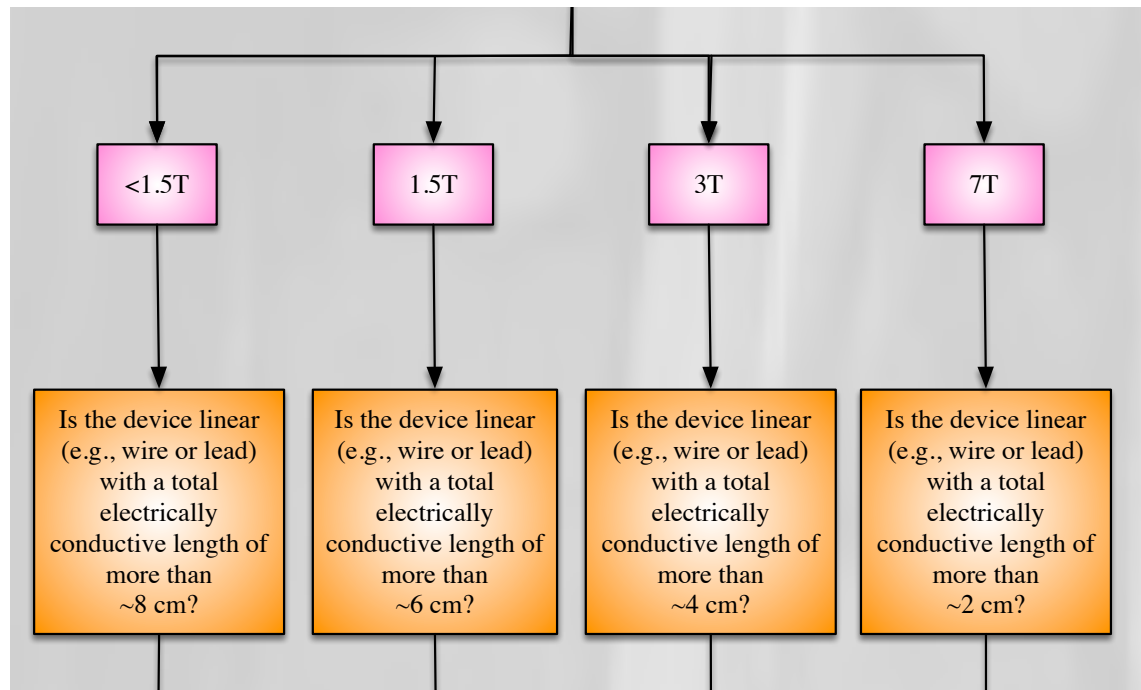 <1.5T
1.5T
3T
7T
Is the device linear
(e.g., wire or lead)
with a total
electrically
conductive length of
more than
~8 cm?
Is the device linear
(e.g., wire or lead)
with a total
electrically
conductive length of
more than
~6 cm?
Is the device linear
(e.g., wire or lead)
with a total
electrically
conductive length of
more than
~4 cm?
Is the device linear
(e.g., wire or lead)
with a total
electrically
conductive length of
more than
~2 cm?